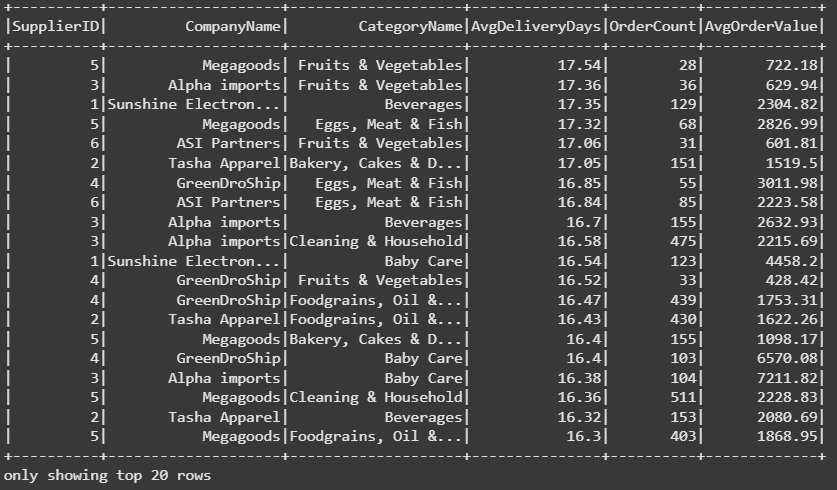 +----------+--------------------+--------------------+---------------+----------+-------------+
|SupplierID|         CompanyName|        CategoryName|AvgDeliveryDays|OrderCount|AvgOrderValue|
+----------+--------------------+--------------------+---------------+----------+-------------+
|         5|           Megagoods| Fruits & Vegetables|          17.54|        28|       722.18|
|         3|       Alpha imports| Fruits & Vegetables|          17.36|        36|       629.94|
|         1|Sunshine Electron...|           Beverages|          17.35|       129|      2304.82|
|         5|           Megagoods|   Eggs, Meat & Fish|          17.32|        68|      2826.99|
|         6|        ASI Partners| Fruits & Vegetables|          17.06|        31|       601.81|
|         2|       Tasha Apparel|Bakery, Cakes & D...|          17.05|       151|       1519.5|
|         4|         GreenDroShip|   Eggs, Meat & Fish|          16.85|        55|      3011.98|
|         6|        ASI Partners|   Eggs, Meat & Fish|          16.84|        85|      2223.58|
|         3|       Alpha imports|           Beverages|           16.7|       155|      2632.93|
|         3|       Alpha imports|Cleaning & Household|          16.58|       475|      2215.69|
|         1|Sunshine Electron...|           Baby Care|          16.54|       123|       4458.2|
|         4|         GreenDroShip| Fruits & Vegetables|          16.52|        33|       428.42|
|         4|         GreenDroShip|Foodgrains, Oil &...|          16.47|       439|      1753.31|
|         2|       Tasha Apparel|Foodgrains, Oil &...|          16.43|       430|      1622.26|
|         5|           Megagoods|Bakery, Cakes & D...|           16.4|       155|      1098.17|
|         4|         GreenDroShip|           Baby Care|           16.4|       103|      6570.08|
|         3|       Alpha imports|           Baby Care|          16.38|       104|      7211.82|
|         5|           Megagoods|Cleaning & Household|          16.36|       511|      2228.83|
|         2|       Tasha Apparel|           Beverages|          16.32|       153|      2080.69|
|         5|           Megagoods|Foodgrains, Oil &...|           16.3|       403|      1868.95|
+----------+--------------------+--------------------+---------------+----------+-------------+
only showing top 20 rows